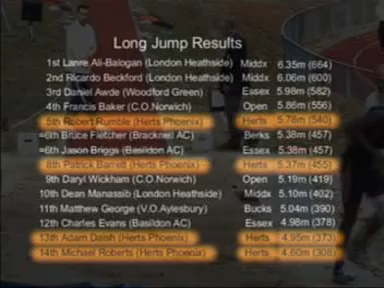 Long Jump Results
1st Lanre Ali-Balogan (London Heathside) Middx 6.35m (664)
2nd Ricardo Beckford (London Heathside) Middx 6.06m (600)
3rd Daniel Awde (Woodford Green) Essex 5.98m (582)
4th Francis Baker (C.O.Norwich) Open 5.86m (556)
5th Robert Rumble (Herts Phoenix) Herts 5.78m (540)
=6th Bruce Fletcher (Bracknell AC) Berks 5.38m (457)
=6th Jason Briggs (Basildon AC) Essex 5.38m (457)
8th Patrick Barrett (Herts Phoenix) Herts 5.37m (455)
9th Daryl Wickham (C.O.Norwich) Open 5.19m (419)
10th Dean Manassib (London Heathside) Middx 5.10m (402)
11th Matthew George (V.O.Aylesbury) Bucks 5.04m (390)
12th Charles Evans (Basildon AC) Essex 4.98m (378)
13th Adam Daish (Herts Phoenix) Herts 4.95m (373)
14th Michael Roberts (Herts Phoenix) Herts 4.60m (308)